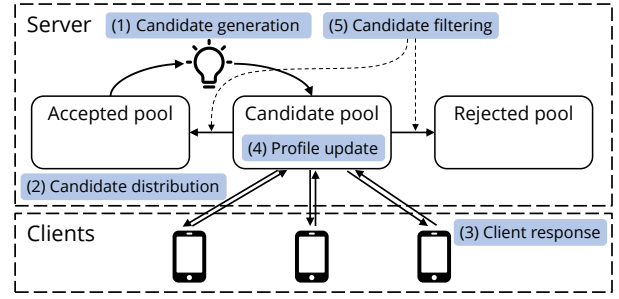 Server
(1) Candidate generation
(5) Candidate filtering
Accepted pool
Candidate pool
Rejected pool
(4) Profile update
(2) Candidate distribution
Clients
(3) Client response